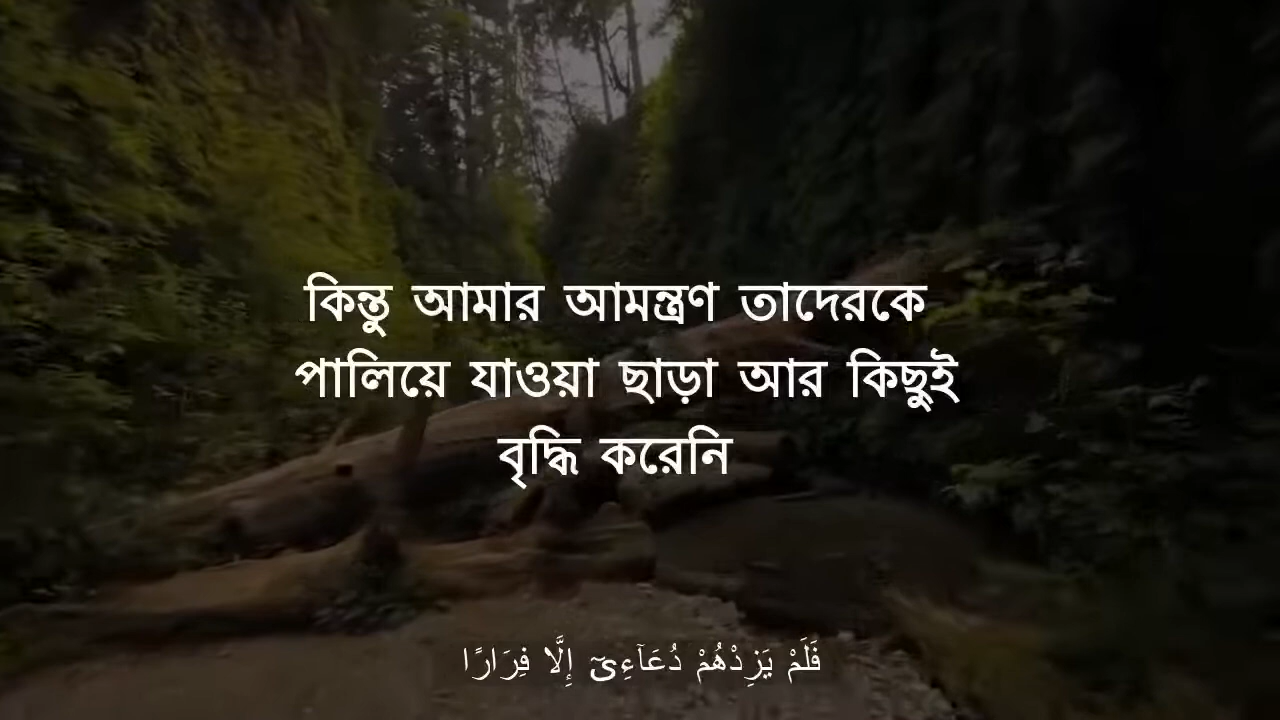 কিন্তু আমার আমন্ত্রণ তাদেরকে
পালিয়ে যাওয়া ছাড়া আর কিছুই
বৃদ্ধি করেনি
فَلَمْ يَزِدْهُمْ دُعَآءِىٓ إِلَّا فِرَارًا